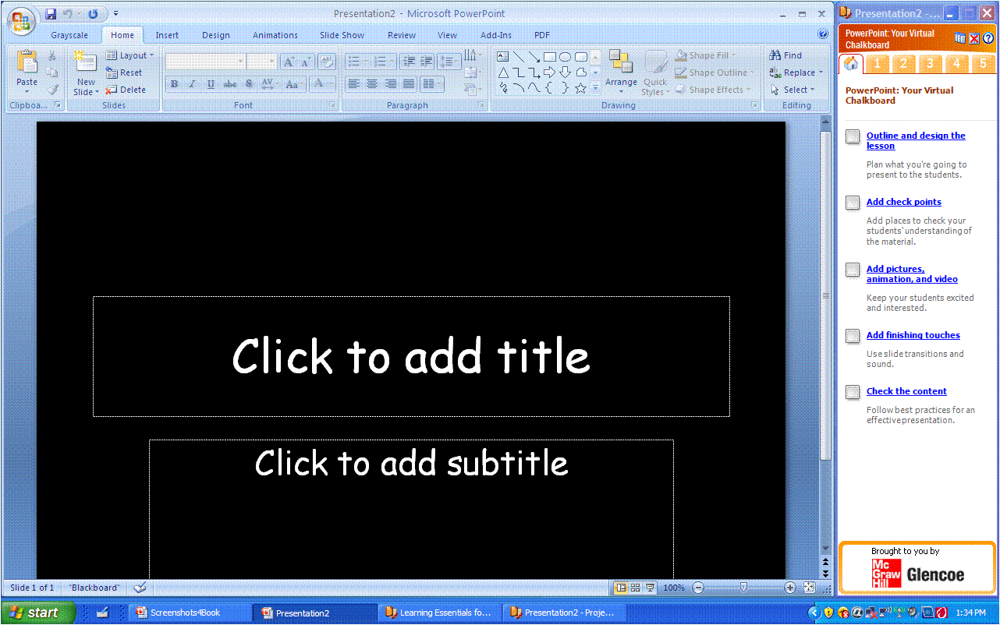 Presentation2 - Microsoft PowerPoint
Grayscale Home Insert Design Animations Slide Show Review View Add-Ins PDF
Paste
New
Slide
Layout
Reset
Delete
B I U abc S AV Aa A
Arrange
Quick
Styles
Shape Fill
Shape Outline
Shape Effects
Find
Replace
Select
Clipboa... Slides Font Paragraph Drawing Editing
Click to add title
Click to add subtitle
Slide 1 of 1 "Blackboard" 100%
Presentation2 -...
PowerPoint: Your Virtual
Chalkboard
1 2 3 4 5
PowerPoint: Your Virtual
Chalkboard
Outline and design the
lesson
Plan what you're going to
present to the students.
Add check points
Add places to check your
students' understanding of
the material.
Add pictures,
animation, and video
Keep your students excited
and interested.
Add finishing touches
Use slide transitions and
sound.
Check the content
Follow best practices for an
effective presentation.
Brought to you by
Mc
Graw
Hill
Glencoe
start Screenshots4Book Presentation2 Learning Essentials fo... Presentation2 - Proje... 1:34 PM